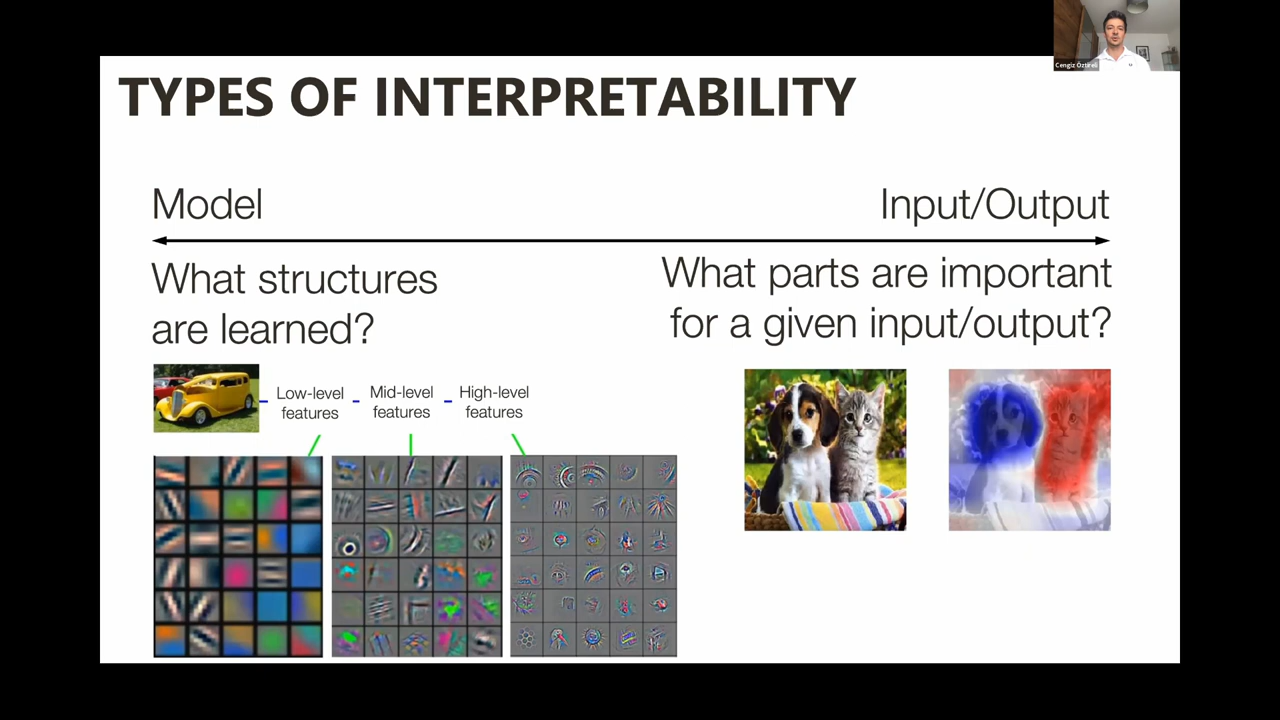 Cengiz Öztireli
TYPES OF INTERPRETABILITY
Model
Input/Output
What structures
are learned?
What parts are important
for a given input/output?
Low-level
features
Mid-level
features
High-level
features